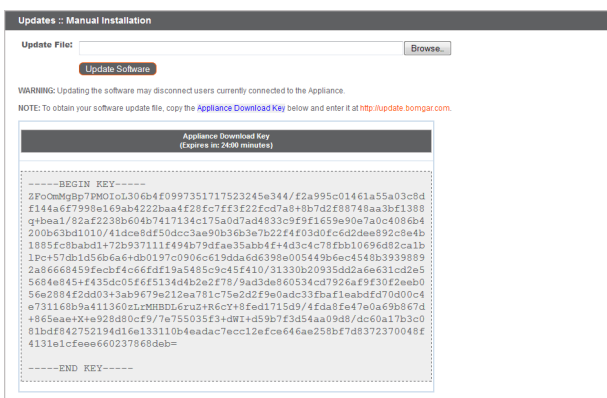 Updates :: Manual Installation
Update File:
Browse..
Update Software
WARNING: Updating the software may disconnect users currently connected to the Appliance.
NOTE: To obtain your software update file, copy the Appliance Download Key below and enter it at http://update.bomgar.com.
Appliance Download Key
(Expires in: 24:00 minutes)
-----BEGIN KEY-----
ZFoOmMgBp7PMOIoL306b4f0997351717523245e344/f2a995c01461a55a03c8d
f144a6f7998e169ab4222baa4f28fc7ff3f22fcd7a8+8b7d2f88748aa3bf1388
q+bea1/82af2238b604b7417134c175a0d7ad4833c9f9f1659e90e7a0c4086b4
200b63bd1010/41dce8df50dcc3ae90b36b3e7b22f4f03d0fc6d2dee892c8e4b
1885fc8babd1+72b937111f494b79dfae35abb4f+4d3c4c78fbb10696d82ca1b
1Pc+57db1d56b6a6+db0197c0906c619dda6d6398e005449b6ec4548b3939889
2a86668459fecbf4c66fdf19a5485c9c45f410/31330b20935dd2a6e631cd2e5
5684e845+f435dc05f6f5134d4b2e2f78/9ad3de860534cd7926af9f30f2eeb0
56e2884f2dd03+3ab9679e212ea781c75e2d2f9e0adc33fbaf1eabdfd70d00c4
e731168b9a411360zLrMHBDL6ruZ+R6cY+8fed1715d9/4fda8fe47e0a69b867d
+865eae+X+e928d80cf9/7e755035f3+dWI+d59b7f3d54aa09d8/dc60a17b3c0
81bdf842752194d16e133110b4eadac7ecc12efce646ae258bf7d8372370048f
4131e1cfeee660237868deb=
-----END KEY-----